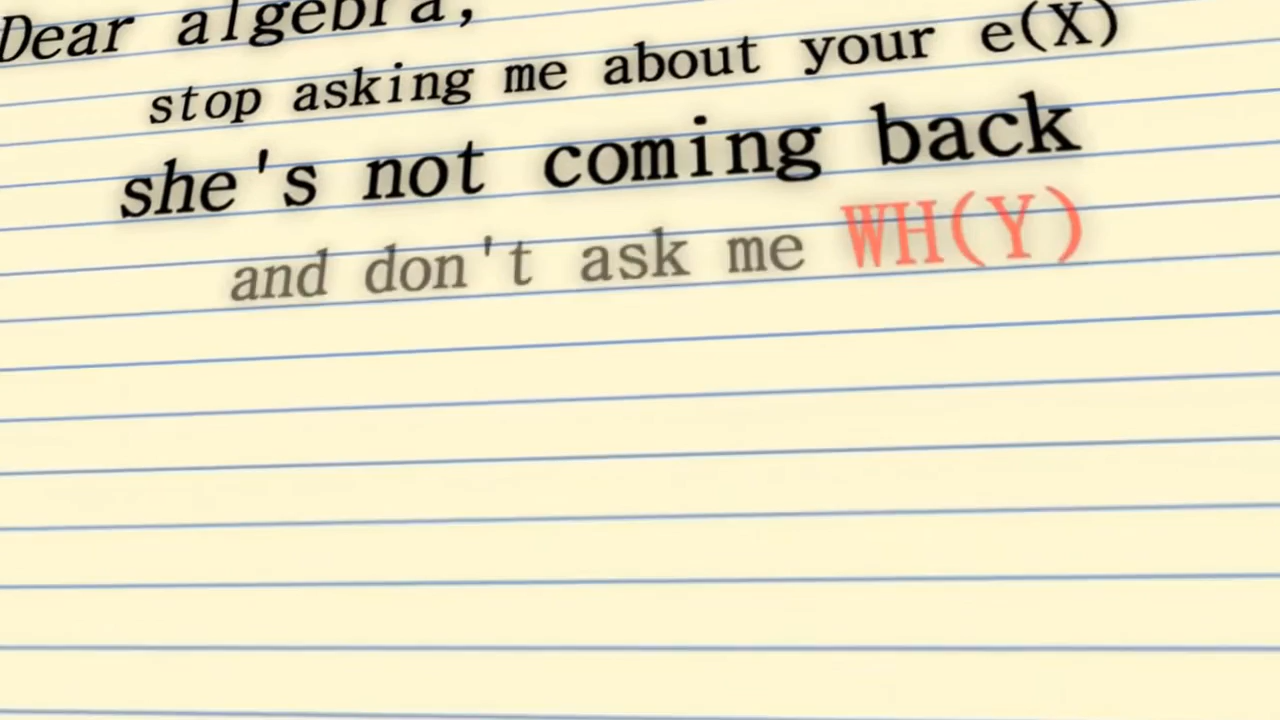 Dear algebra,
stop asking me about your e(X)
she's not coming back
and don't ask me WH(Y)